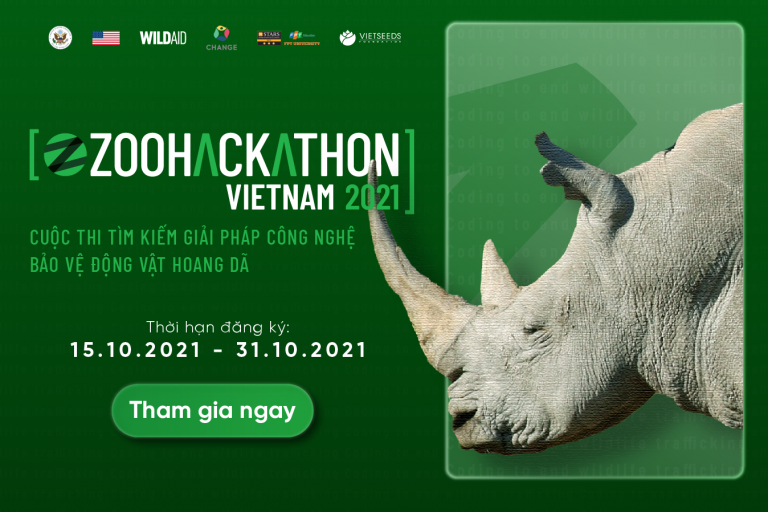 WILDAID
CHANGE
STARS
FPT UNIVERSITY
VIETSEEDS
FOUNDATION
[ZOOHACKATHON
VIETNAM 2021]
CUỘC THI TÌM KIẾM GIẢI PHÁP CÔNG NGHỆ
BẢO VỆ ĐỘNG VẬT HOANG DÃ
Thời hạn đăng ký:
15.10.2021 - 31.10.2021
Tham gia ngay